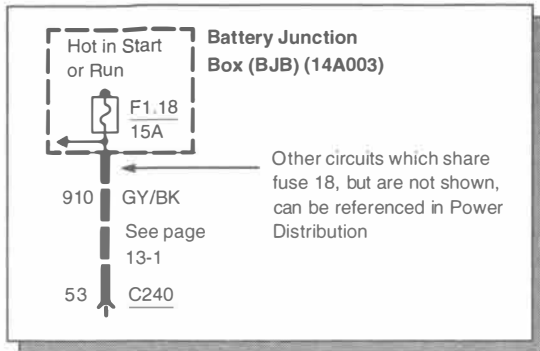 Hot in Start
or Run
Battery Junction
Box (BJB) (14A003)
F1.18
15A
Other circuits which share
fuse 18, but are not shown,
can be referenced in Power
Distribution
910 GY/BK
See page
13-1
53 C240